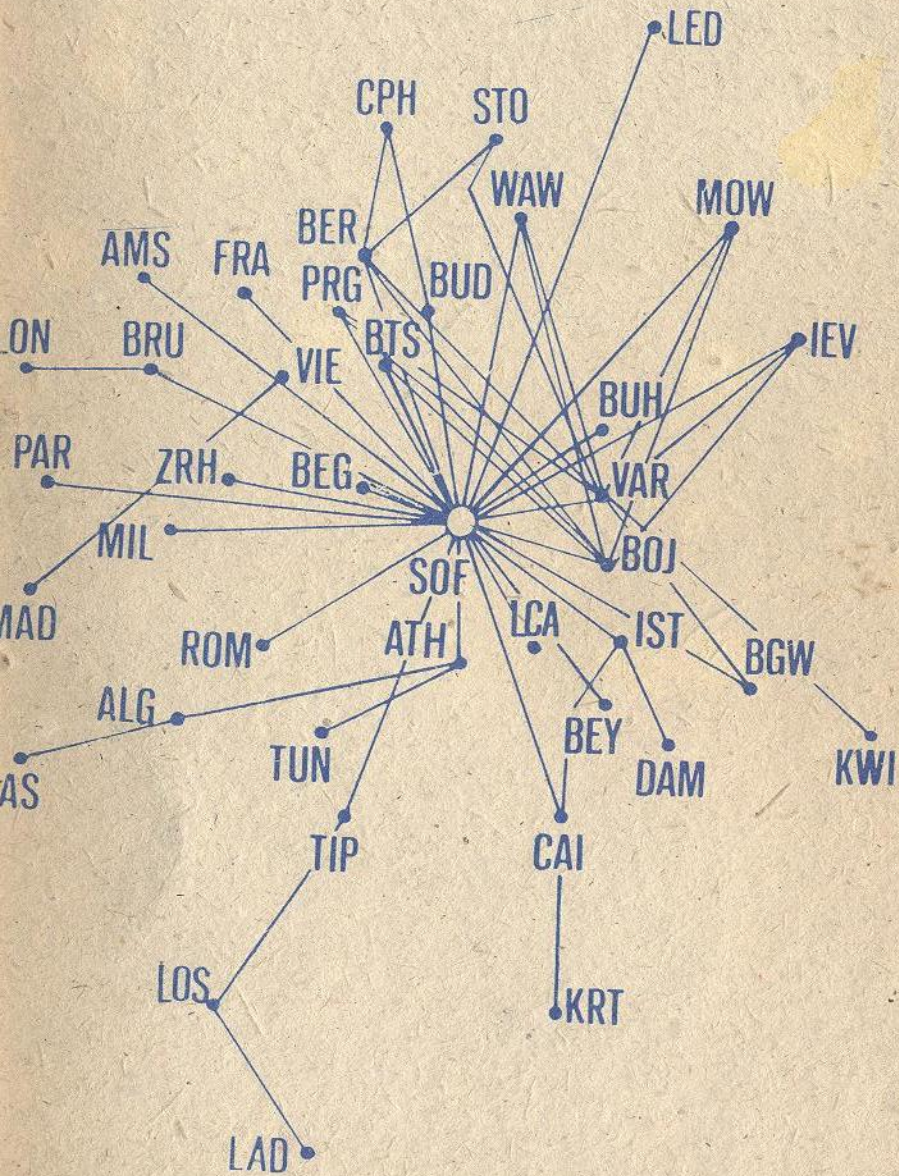 LED
CPH
STO
WAW
MOW
BER
AMS
FRA
PRG
BUD
LON
BRU
BTS
IEV
VIE
BUH
PAR
ZRH
BEG
VAR
MIL
BOJ
SOF
MAD
LCA
IST
ROM
ATH
BGW
ALG
BEY
TUN
DAM
KWI
AS
TIP
CAI
LOS
KRT
LAD